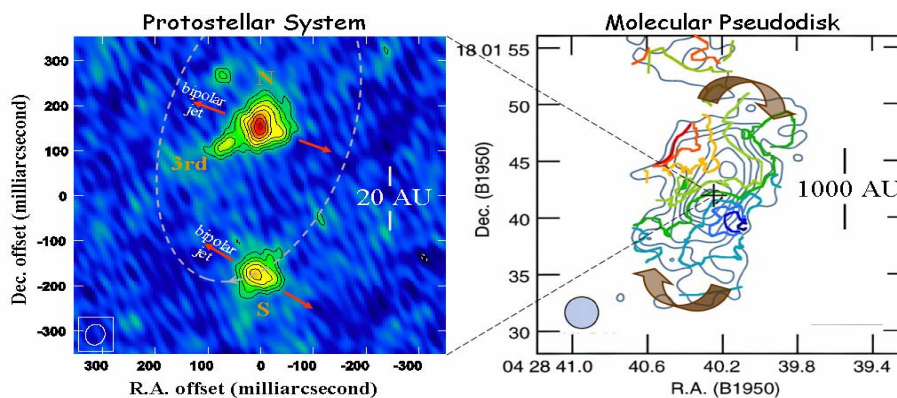 Protostellar System
300
200
100
0
-100
-200
-300
Dec. offset (milliarcsecond)
N
bipolar
jet
3rd
20 AU
bipolar
jet
S
300 200 100 0 -100 -200 -300
R.A. offset (milliarcsecond)
Molecular Pseudodisk
18 01 55
50
45
40
35
30
Dec. (B1950)
1000 AU
04 28 41.0 40.6 40.2 39.8 39.4
R.A. (B1950)